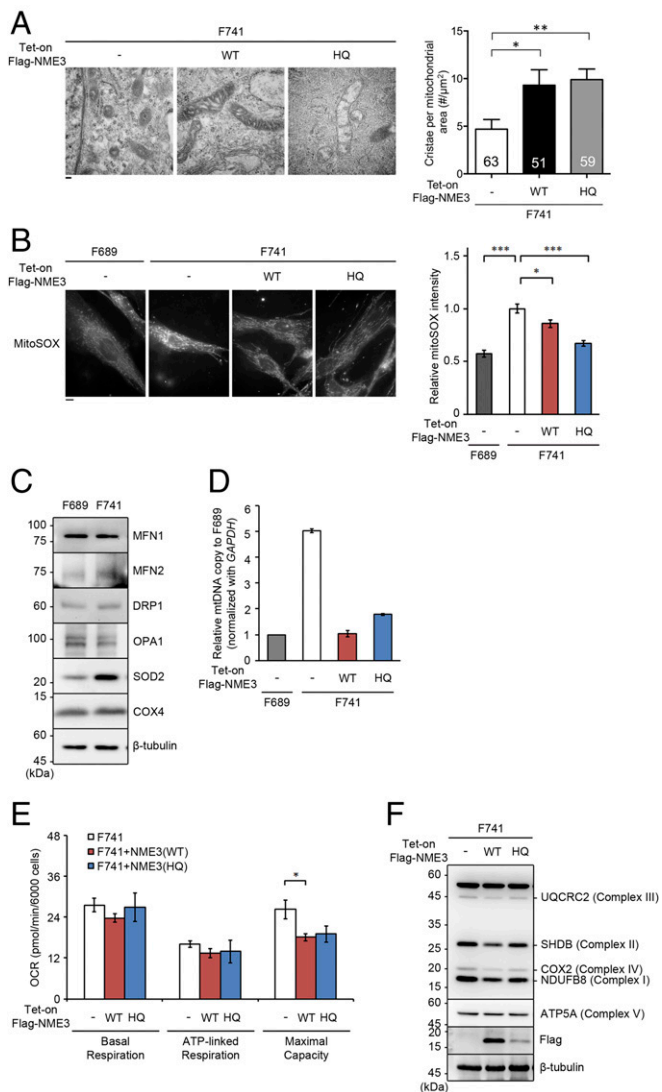 A
F741
Tet-on
Flag-NME3
- WT HQ
Cristae per mitochondrial
area (#/μm²)
15
10
5
0
*
**
63 51 59
Tet-on
Flag-NME3
- WT HQ
F741
B
F689 F741
Tet-on
Flag-NME3
- - WT HQ
MitoSOX
Relative mitoSOX intensity
1.5
1.0
0.5
0
*** ***
*
Tet-on
Flag-NME3
- - WT HQ
F689 F741
C
F689 F741
100
75
MFN1
75
MFN2
60
DRP1
100
OPA1
20
SOD2
15
COX4
60
45
β-tubulin
(kDa)
D
Relative mtDNA copy to F689
(normalized with GAPDH)
6
5
4
3
2
1
0
Tet-on
Flag-NME3
- - WT HQ
F689 F741
E
OCR (pmol/min/6000 cells)
48
36
24
12
0
F741
F741+NME3(WT)
F741+NME3(HQ)
*
Tet-on
Flag-NME3
- WT HQ - WT HQ - WT HQ
Basal
Respiration
ATP-linked
Respiration
Maximal
Capacity
F
F741
Tet-on
Flag-NME3
- WT HQ
60
45
UQCRC2 (Complex III)
35
25
SHDB (Complex II)
20
COX2 (Complex IV)
15
NDUFB8 (Complex I)
60
45
ATP5A (Complex V)
20
15
Flag
60
45
β-tubulin
(kDa)